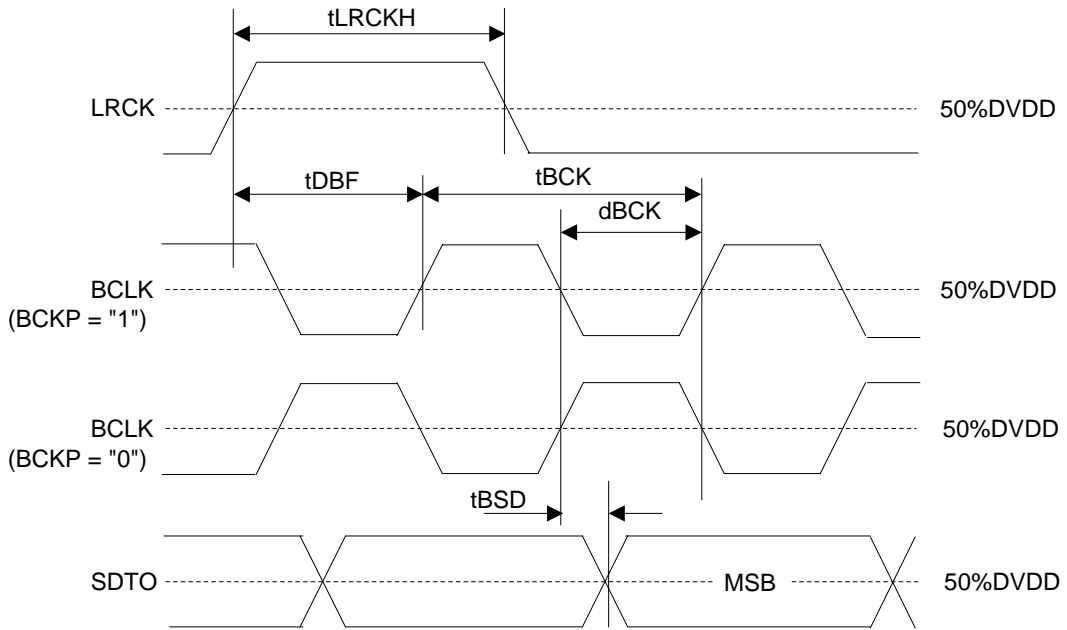 tLRCKH
LRCK
50%DVDD
tDBF
tBCK
dBCK
BCLK
(BCKP = "1")
50%DVDD
BCLK
(BCKP = "0")
50%DVDD
tBSD
SDTO
MSB
50%DVDD